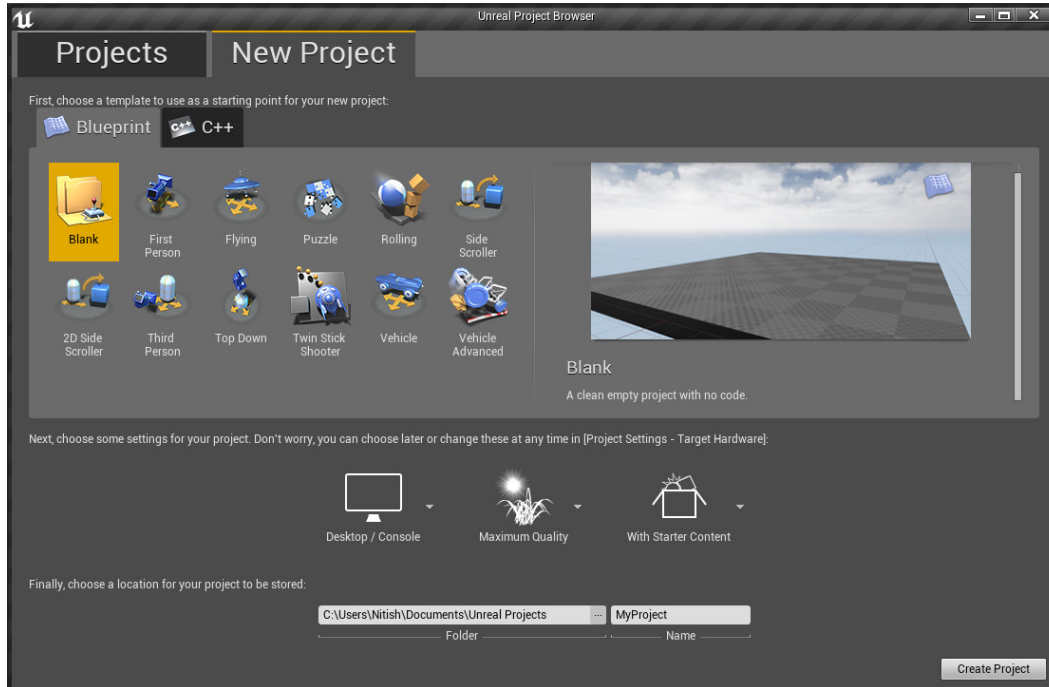 Unreal Project Browser
Projects
New Project
First, choose a template to use as a starting point for your new project:
Blueprint
C++
C++
Blank
First
Person
Flying
Puzzle
Rolling
Side
Scroller
2D Side
Scroller
Third
Person
Top Down
Twin Stick
Shooter
Vehicle
Vehicle
Advanced
Blank
A clean empty project with no code.
Next, choose some settings for your project. Don't worry, you can choose later or change these at any time in [Project Settings - Target Hardware]:
Desktop / Console
Maximum Quality
With Starter Content
Finally, choose a location for your project to be stored:
C:\Users\Nitish\Documents\Unreal Projects
...
MyProject
Folder
Name
Create Project